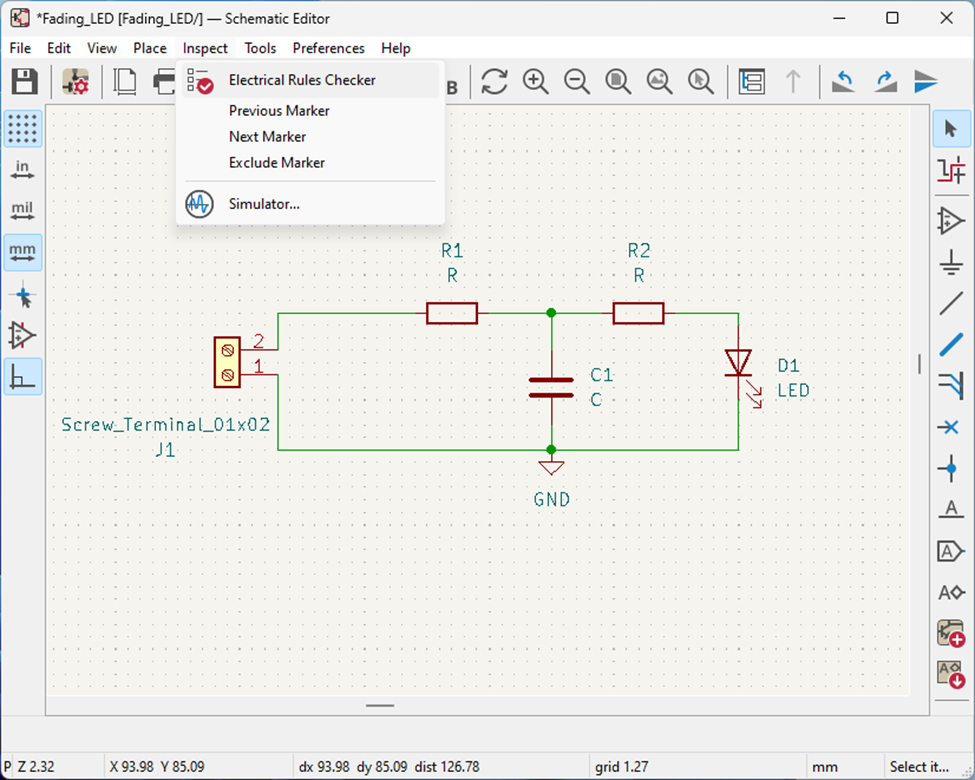 *Fading_LED [Fading_LED/] — Schematic Editor
File Edit View Place Inspect Tools Preferences Help
B
Electrical Rules Checker
Previous Marker
Next Marker
Exclude Marker
Simulator...
in
mil
mm
R1
R
R2
R
2
1
C1
C
D1
LED
Screw_Terminal_01x02
J1
GND
A
A
A
A
P Z 2.32 X 93.98 Y 85.09 dx 93.98 dy 85.09 dist 126.78 grid 1.27 mm Select it...